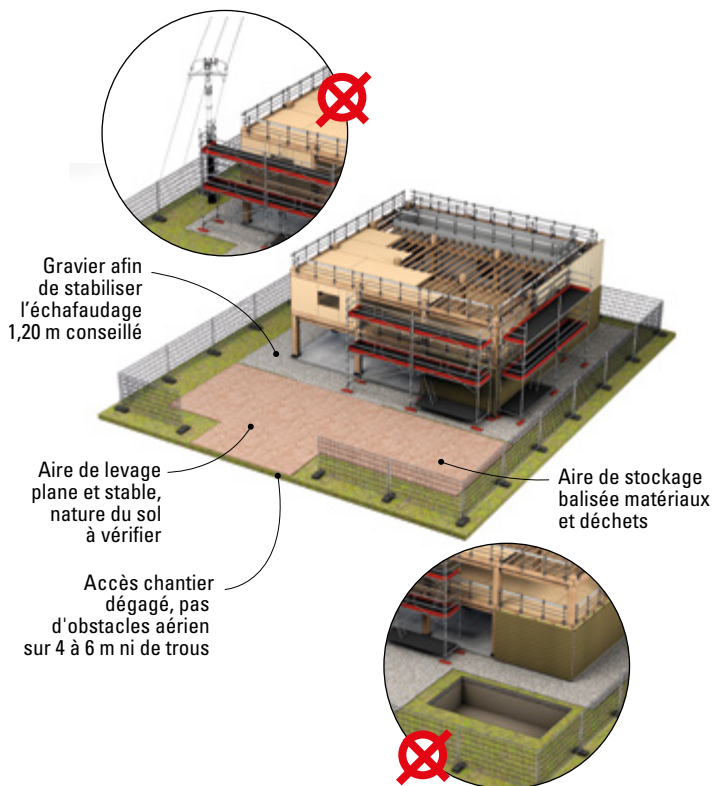 Gravier afin
de stabiliser
l'échafaudage
1,20 m conseillé
Aire de levage
plane et stable,
nature du sol
à vérifier
Aire de stockage
balisée matériaux
et déchets
Accès chantier
dégagé, pas
d'obstacles aérien
sur 4 à 6 m ni de trous